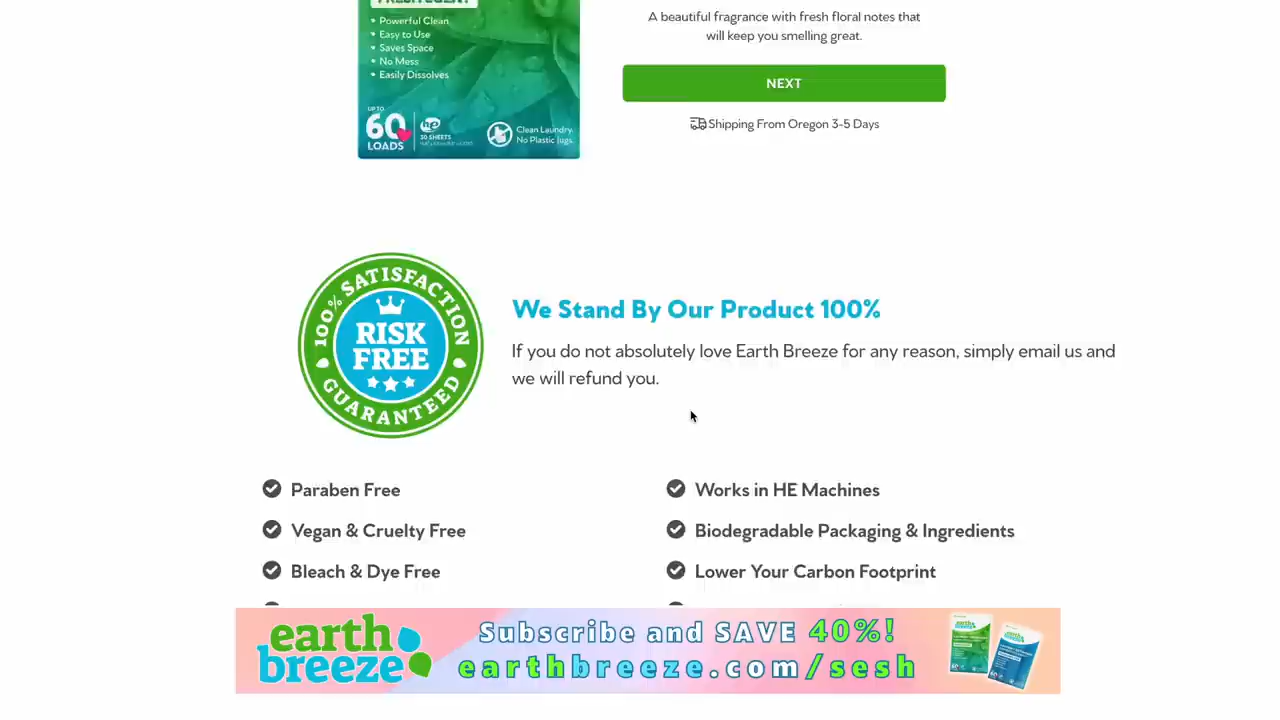 • Powerful Clean
• Easy to Use
• Saves Space
• No Mess
• Easily Dissolves
UP TO
60
LOADS
he
30 SHEETS
Clean Laundry.
No Plastic Jugs.
A beautiful fragrance with fresh floral notes that
will keep you smelling great.
NEXT
Shipping From Oregon 3-5 Days
100% SATISFACTION
RISK
FREE
GUARANTEED
We Stand By Our Product 100%
If you do not absolutely love Earth Breeze for any reason, simply email us and
we will refund you.
Paraben Free
Vegan & Cruelty Free
Bleach & Dye Free
Works in HE Machines
Biodegradable Packaging & Ingredients
Lower Your Carbon Footprint
earth
breeze
Subscribe and SAVE 40%!
earthbreeze.com/sesh